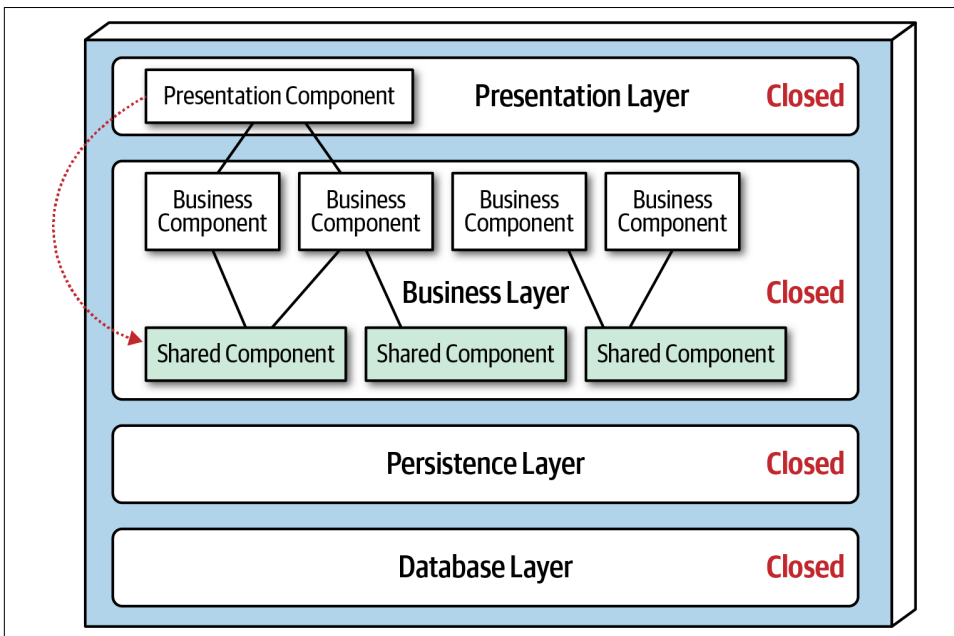 Presentation Component
Presentation Layer
Closed
Business
Component
Business
Component
Business
Component
Business
Component
Business Layer
Closed
Shared Component
Shared Component
Shared Component
Persistence Layer
Closed
Database Layer
Closed